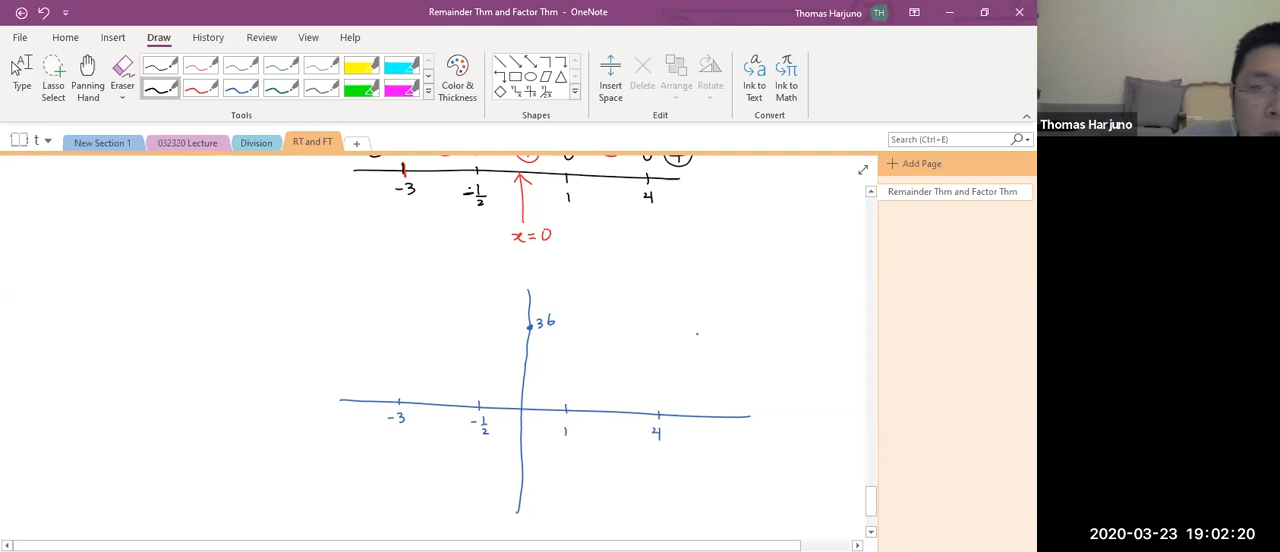 Remainder Thm and Factor Thm - OneNote
Thomas Harjuno
TH
File
Home
Insert
Draw
History
Review
View
Help
Type
Lasso Select
Panning Hand
Eraser
Color & Thickness
Insert Space
Delete
Arrange
Rotate
Ink to Text
Ink to Math
Tools
Shapes
Edit
Convert
t
New Section 1
032320 Lecture
Division
RT and FT
Search (Ctrl+E)
Thomas Harjuno
Add Page
Remainder Thm and Factor Thm
-3 -1/2 1 4
x = 0
36
-3 -1/2 1 4
2020-03-23 19:02:20